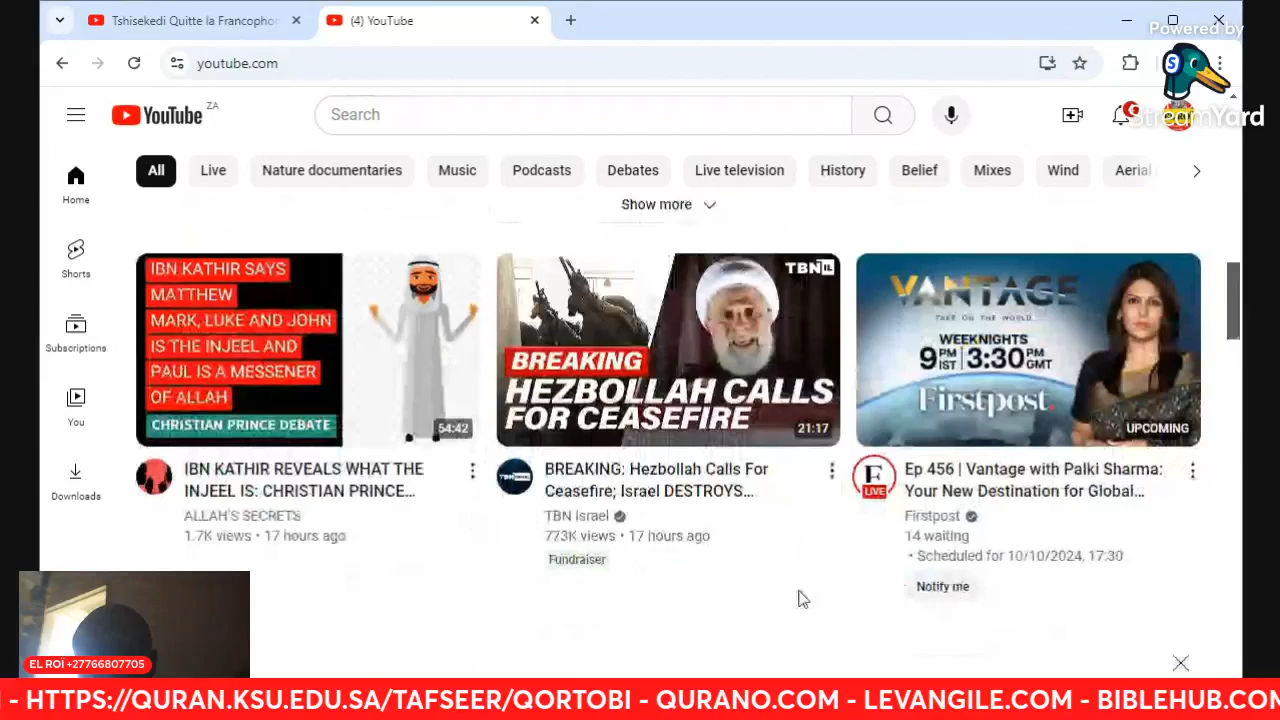 Tshisekedi Quitte la Francophon
(4) YouTube
Powered by
youtube.com
StreamYard
YouTube ZA
Search
All
Live
Nature documentaries
Music
Podcasts
Debates
Live television
History
Belief
Mixes
Wind
Aerial
Home
Show more
Shorts
Subscriptions
You
Downloads
IBN KATHIR SAYS
MATTHEW
MARK, LUKE AND JOHN
IS THE INJEEL AND
PAUL IS A MESSENER
OF ALLAH
CHRISTIAN PRINCE DEBATE
54:42
IBN KATHIR REVEALS WHAT THE
INJEEL IS: CHRISTIAN PRINCE...
ALLAH'S SECRETS
1.7K views • 17 hours ago
TBN IL
BREAKING
HEZBOLLAH CALLS
FOR CEASEFIRE
21:17
BREAKING: Hezbollah Calls For
Ceasefire; Israel DESTROYS...
TBN Israel
773K views • 17 hours ago
Fundraiser
VANTAGE
TAKE ON THE WORLD
WEEKNIGHTS
9PM IST 3:30PM GMT
Firstpost.
UPCOMING
F
LIVE
Ep 456 | Vantage with Palki Sharma:
Your New Destination for Global...
Firstpost
14 waiting
• Scheduled for 10/10/2024, 17:30
Notify me
EL ROÏ +27766807705
- HTTPS://QURAN.KSU.EDU.SA/TAFSEER/QORTOBI - QURANO.COM - LEVANGILE.COM - BIBLEHUB.COM